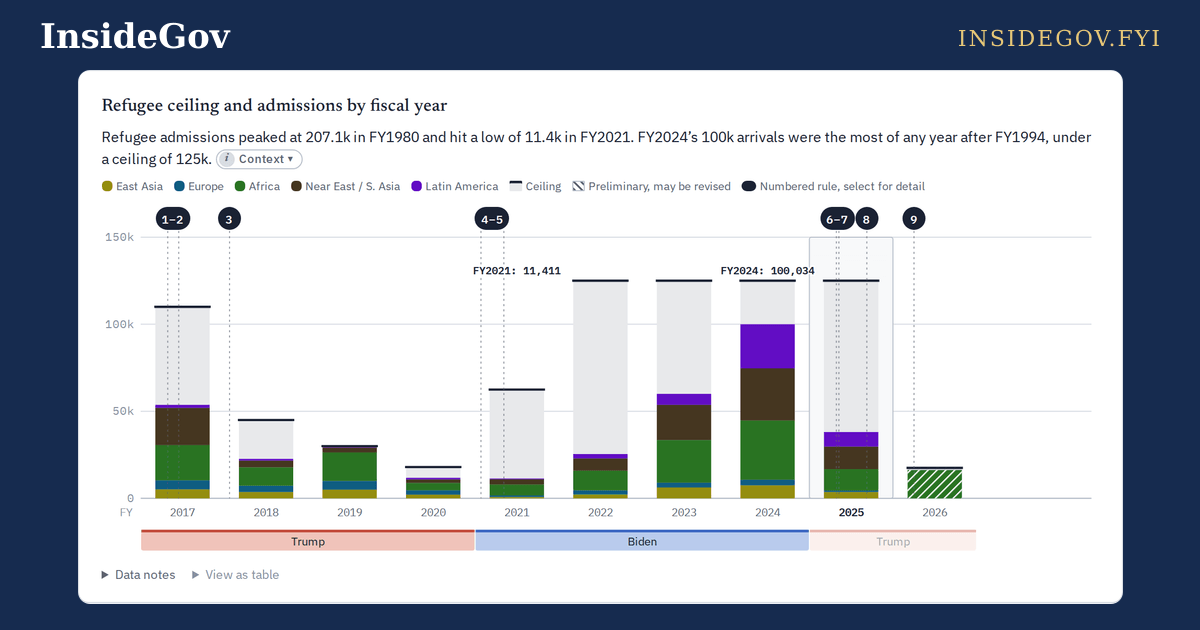 InsideGov
INSIDEGOV.FYI
Refugee ceiling and admissions by fiscal year
Refugee admissions peaked at 207.1k in FY1980 and hit a low of 11.4k in FY2021. FY2024’s 100k arrivals were the most of any year after FY1994, under
a ceiling of 125k. i Context ▾
East Asia Europe Africa Near East / S. Asia Latin America Ceiling Preliminary, may be revised Numbered rule, select for detail
1–2 3 4–5 6–7 8 9
150k
FY2021: 11,411 FY2024: 100,034
100k
50k
0
FY 2017 2018 2019 2020 2021 2022 2023 2024 2025 2026
Trump Biden Trump
▶ Data notes ▶ View as table